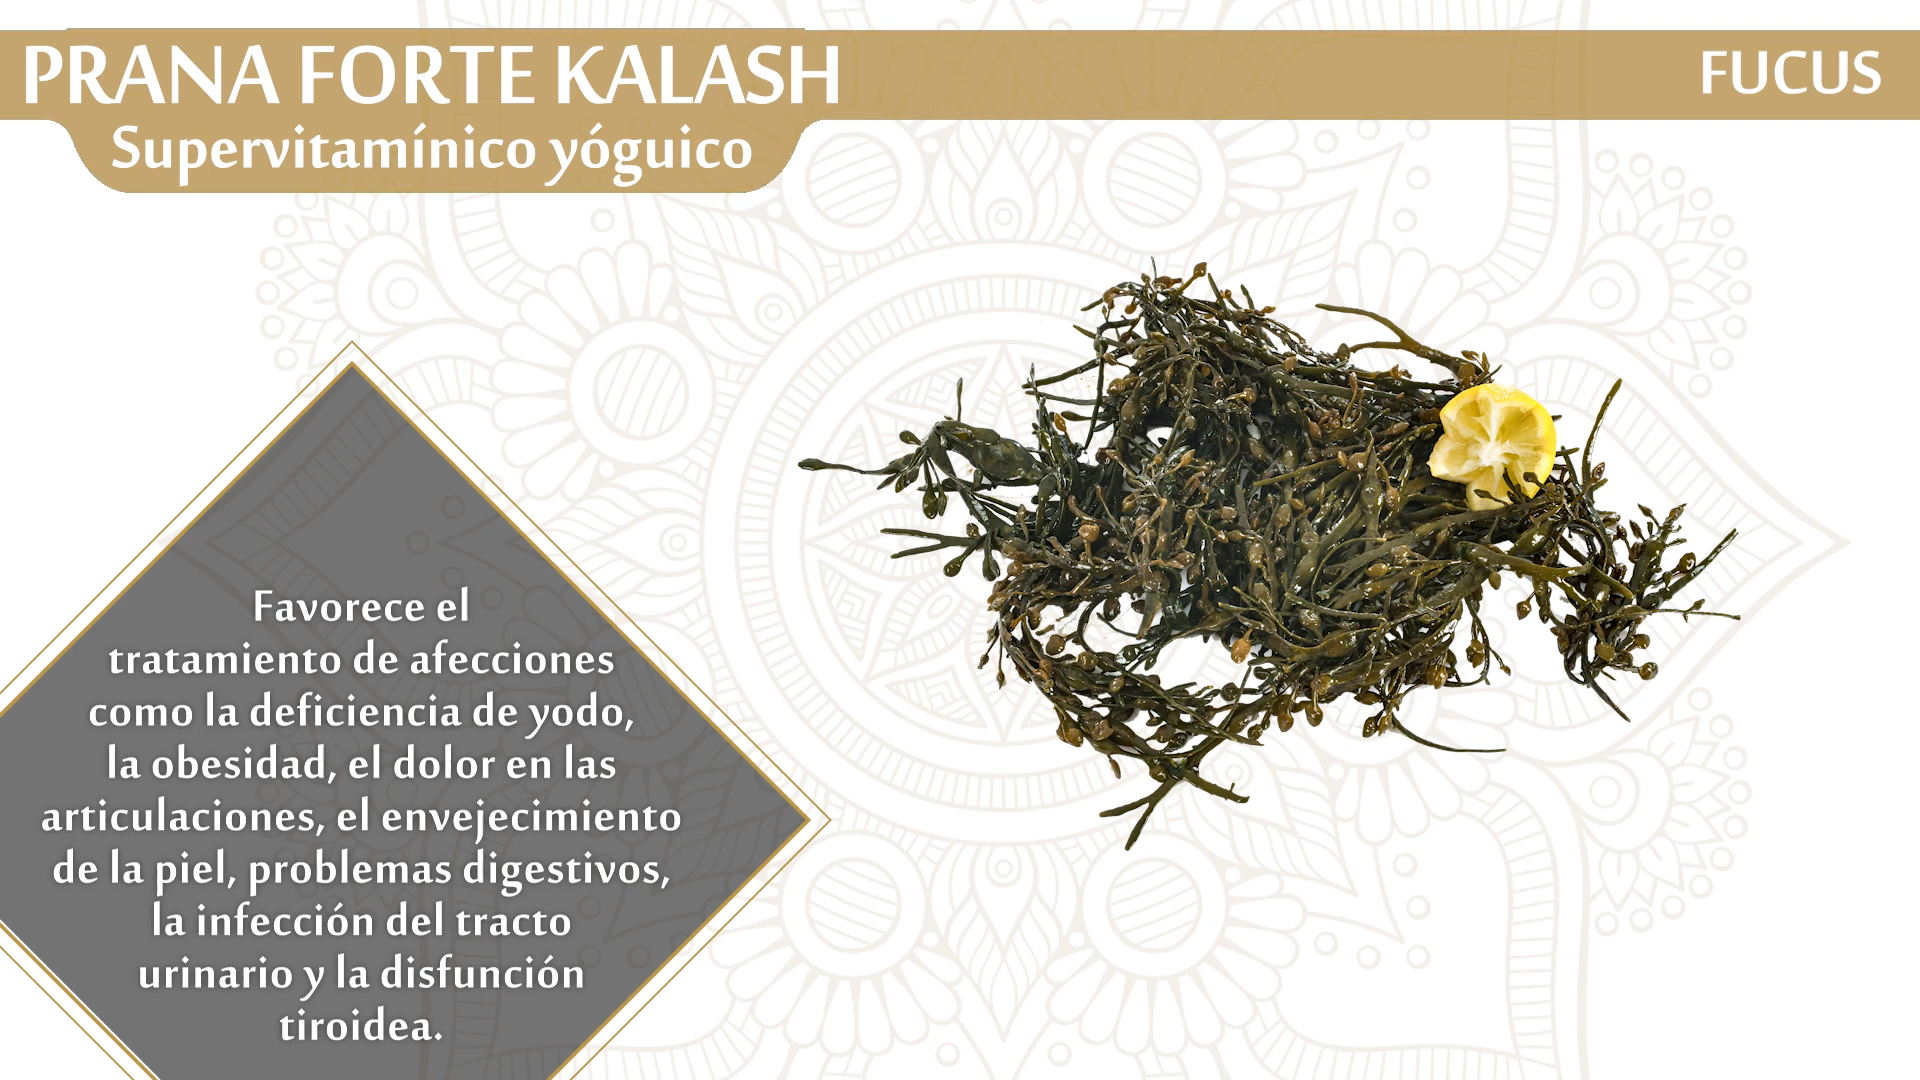 PRANA FORTE KALASH
FUCUS
Supervitamínico yóguico
Favorece el
tratamiento de afecciones
como la deficiencia de yodo,
la obesidad, el dolor en las
articulaciones, el envejecimiento
de la piel, problemas digestivos,
la infección del tracto
urinario y la disfunción
tiroidea.